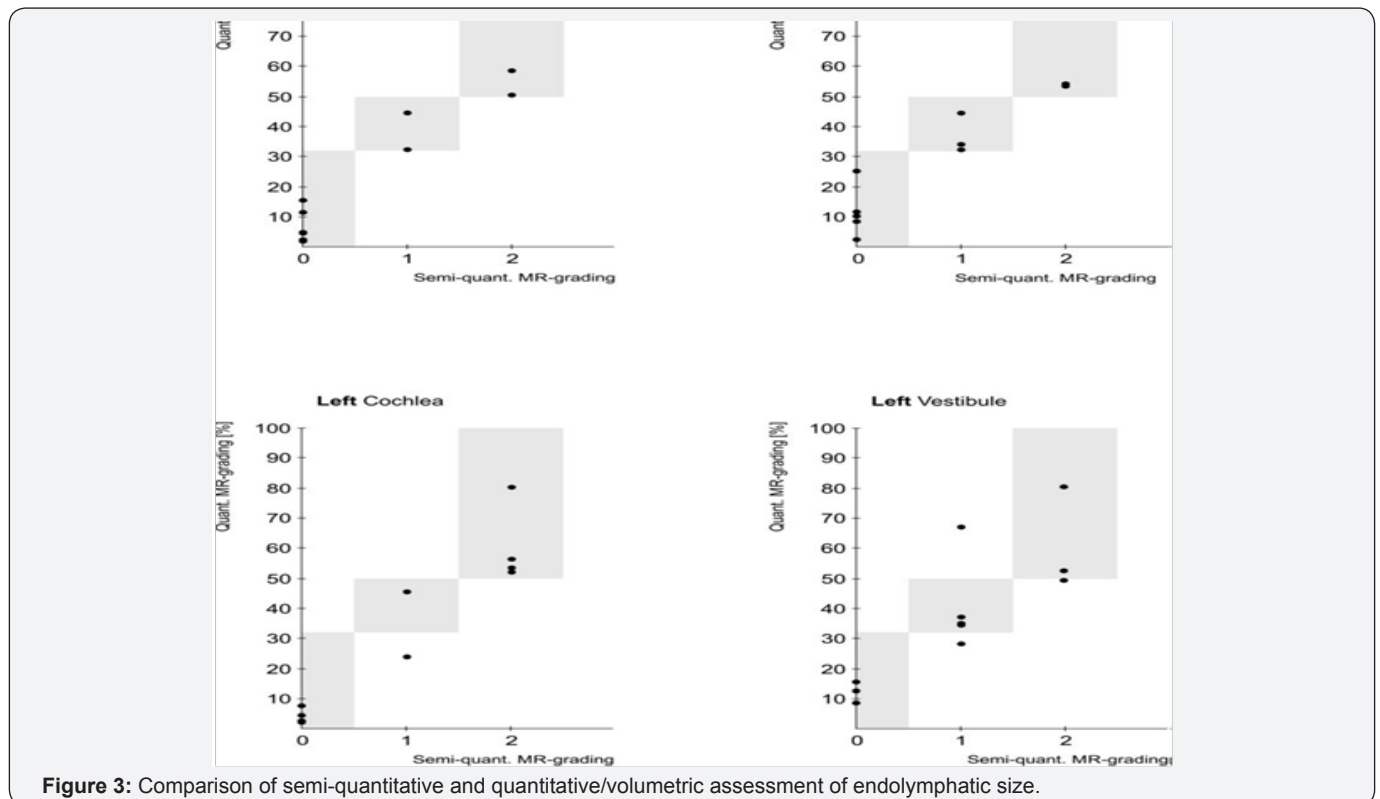 Quant
70
60
50
40
30
20
10
0 1 2
Semi-quant. MR-grading
Quant
70
60
50
40
30
20
10
0 1 2
Semi-quant. MR-grading
Left Cochlea
Quant. MR-grading [%]
100
90
80
70
60
50
40
30
20
10
0 1 2
Semi-quant. MR-grading
Left Vestibule
Quant. MR-grading [%]
100
90
80
70
60
50
40
30
20
10
0 1 2
Semi-quant. MR-grading
Figure 3: Comparison of semi-quantitative and quantitative/volumetric assessment of endolymphatic size.